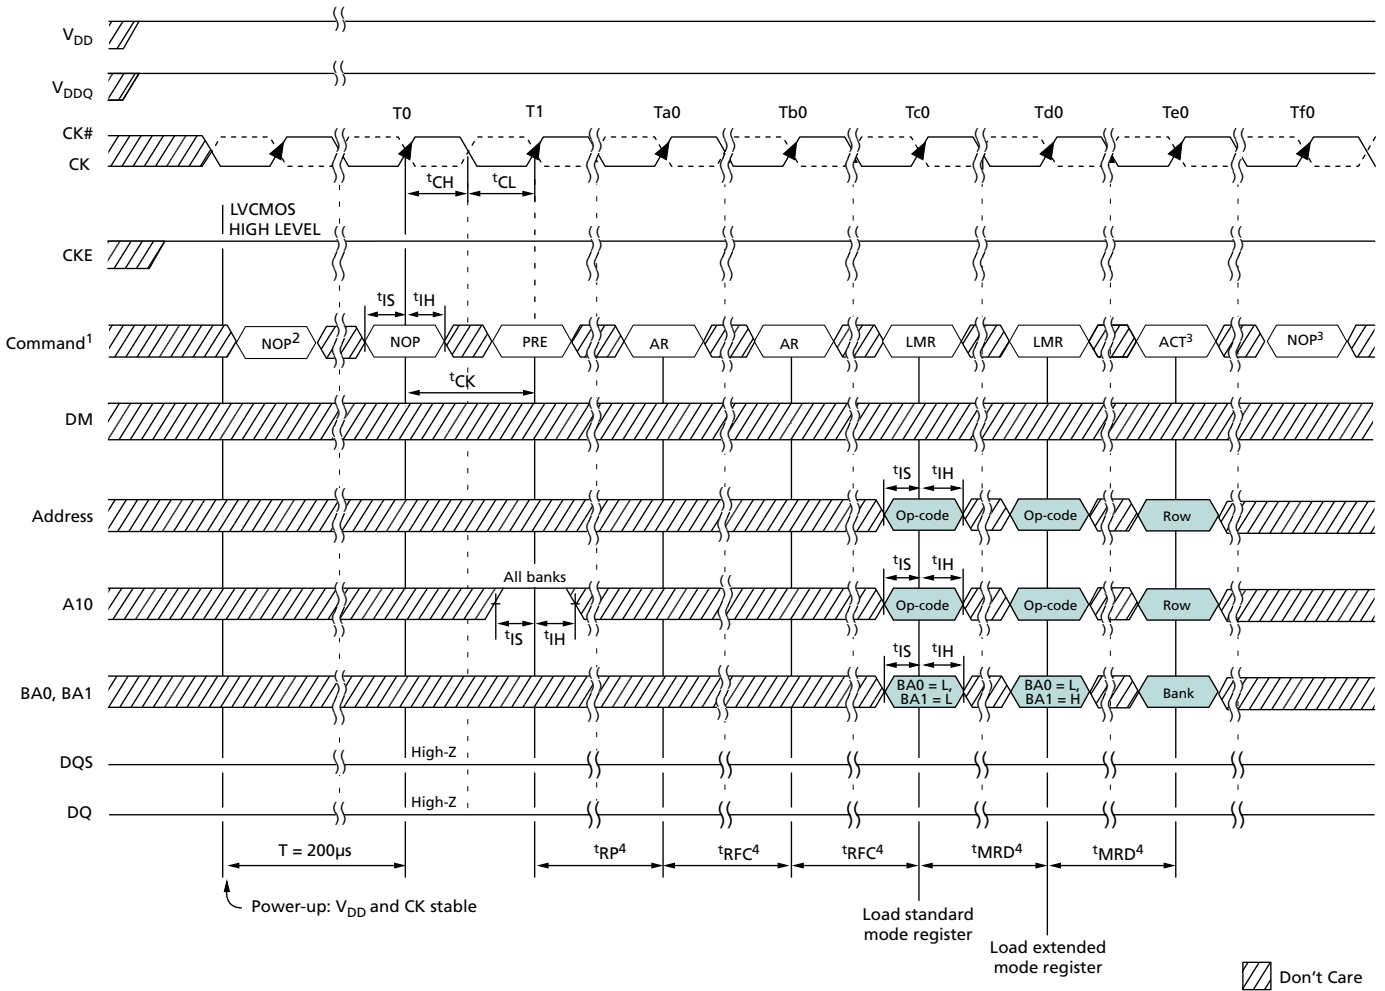 VDD
VDDQ
T0 T1 Ta0 Tb0 Tc0 Td0 Te0 Tf0
CK#
CK
tCH tCL
LVCMOS
HIGH LEVEL
CKE
tIS tIH
Command1 NOP2 NOP PRE AR AR LMR LMR ACT3 NOP3
tCK
DM
tIS tIH
Address Op-code Op-code Row
All banks tIS tIH
A10 Op-code Op-code Row
tIS tIH
tIS tIH
BA0, BA1 BA0 = L, BA1 = L BA0 = L, BA1 = H Bank
High-Z
DQS
High-Z
DQ
T = 200µs tRP4 tRFC4 tRFC4 tMRD4 tMRD4
Power-up: VDD and CK stable
Load standard
mode register
Load extended
mode register
Don't Care